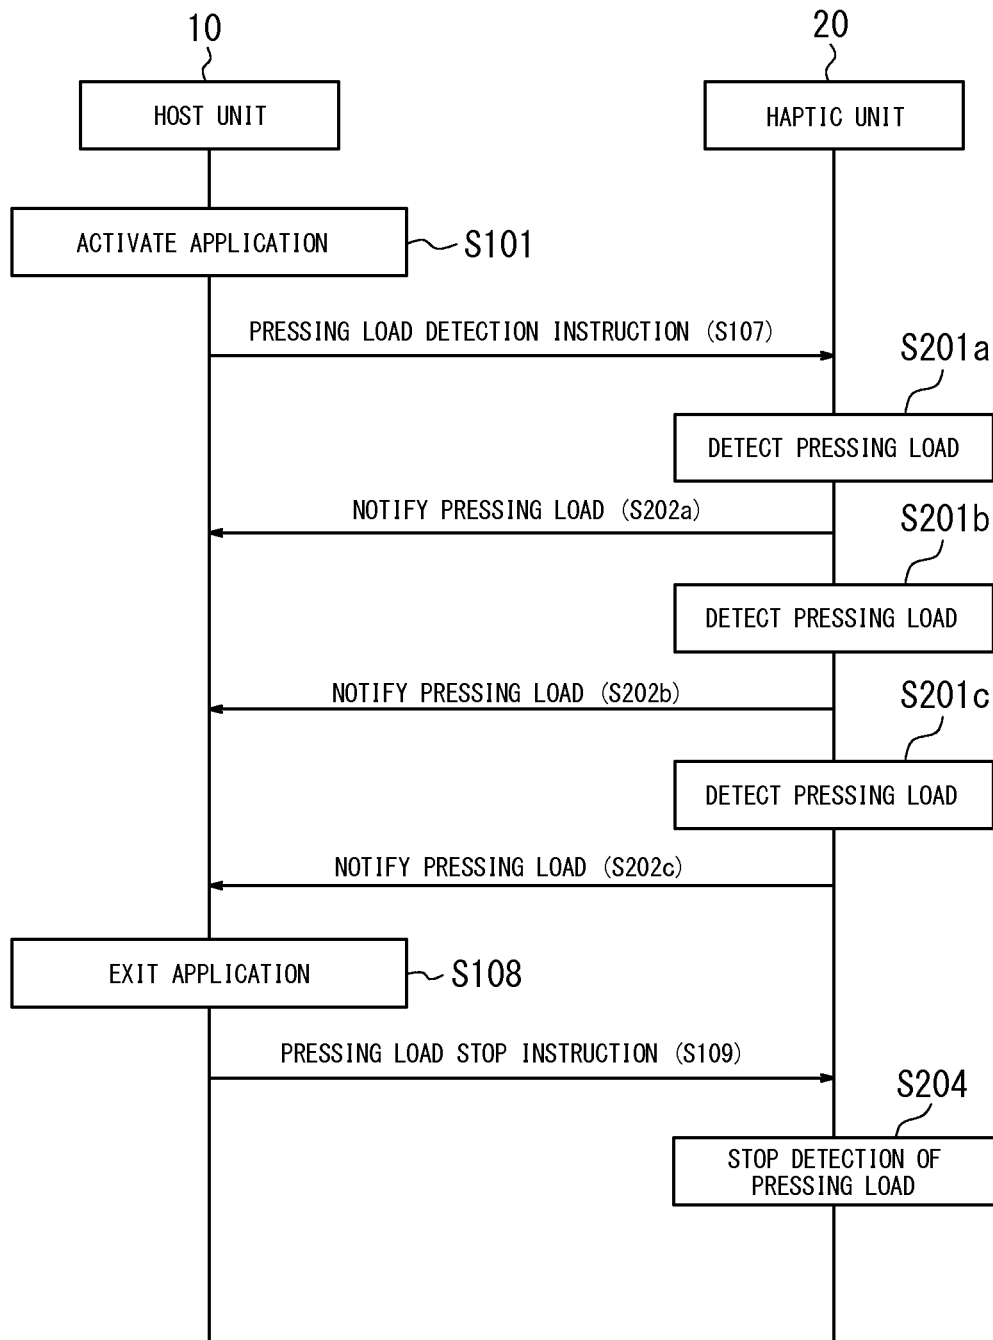 10
20
HOST UNIT
HAPTIC UNIT
ACTIVATE APPLICATION
S101
PRESSING LOAD DETECTION INSTRUCTION (S107)
S201a
DETECT PRESSING LOAD
NOTIFY PRESSING LOAD (S202a)
S201b
DETECT PRESSING LOAD
NOTIFY PRESSING LOAD (S202b)
S201c
DETECT PRESSING LOAD
NOTIFY PRESSING LOAD (S202c)
EXIT APPLICATION
S108
PRESSING LOAD STOP INSTRUCTION (S109)
S204
STOP DETECTION OF
PRESSING LOAD